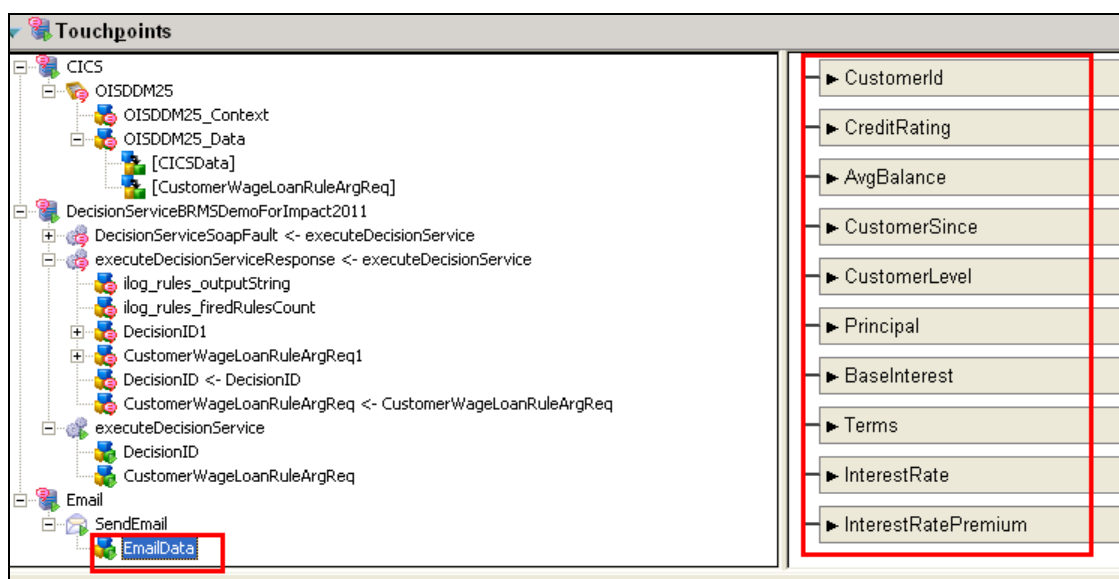 Touchpoints
CICS
OISDDM25
OISDDM25_Context
OISDDM25_Data
[CICSData]
[CustomerWageLoanRuleArgReq]
DecisionServiceBRMSDemoForImpact2011
DecisionServiceSoapFault <- executeDecisionService
executeDecisionServiceResponse <- executeDecisionService
ilog_rules_outputString
ilog_rules_firedRulesCount
DecisionID1
CustomerWageLoanRuleArgReq1
DecisionID <- DecisionID
CustomerWageLoanRuleArgReq <- CustomerWageLoanRuleArgReq
executeDecisionService
DecisionID
CustomerWageLoanRuleArgReq
Email
SendEmail
EmailData
CustomerId
CreditRating
AvgBalance
CustomerSince
CustomerLevel
Principal
BaseInterest
Terms
InterestRate
InterestRatePremium